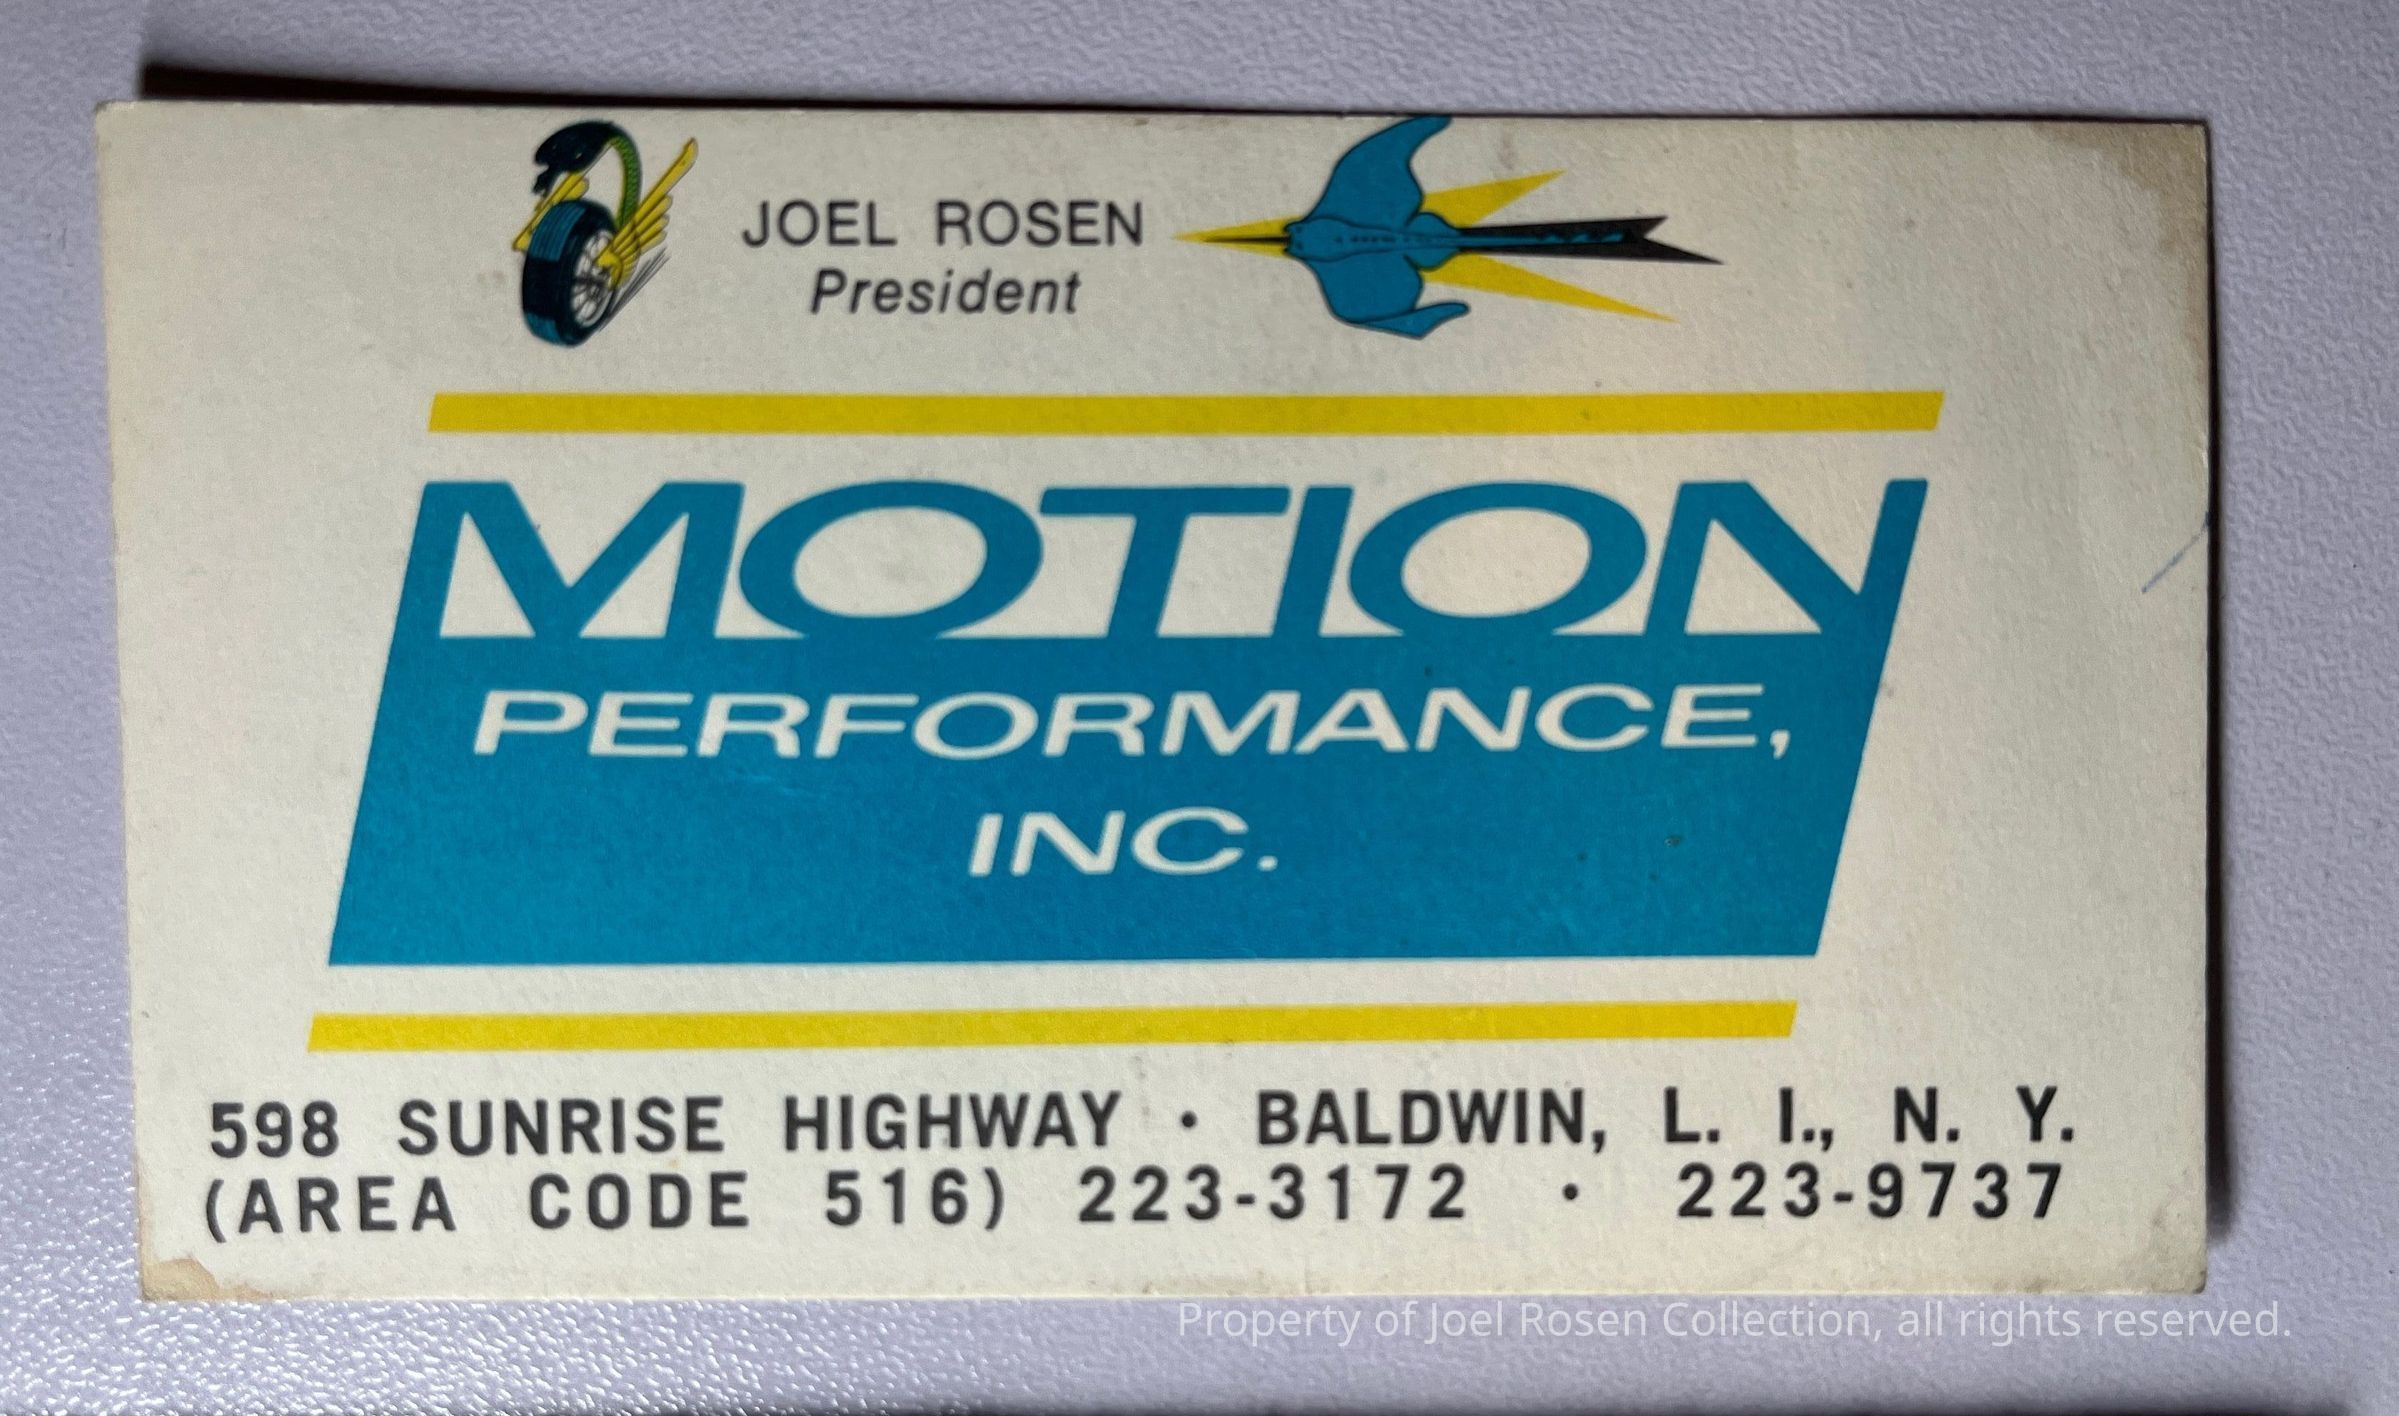 JOEL ROSEN
President
MOTION
PERFORMANCE,
INC.
598 SUNRISE HIGHWAY • BALDWIN, L. I., N. Y.
(AREA CODE 516) 223-3172 • 223-9737
Property of Joel Rosen Collection, all rights reserved.